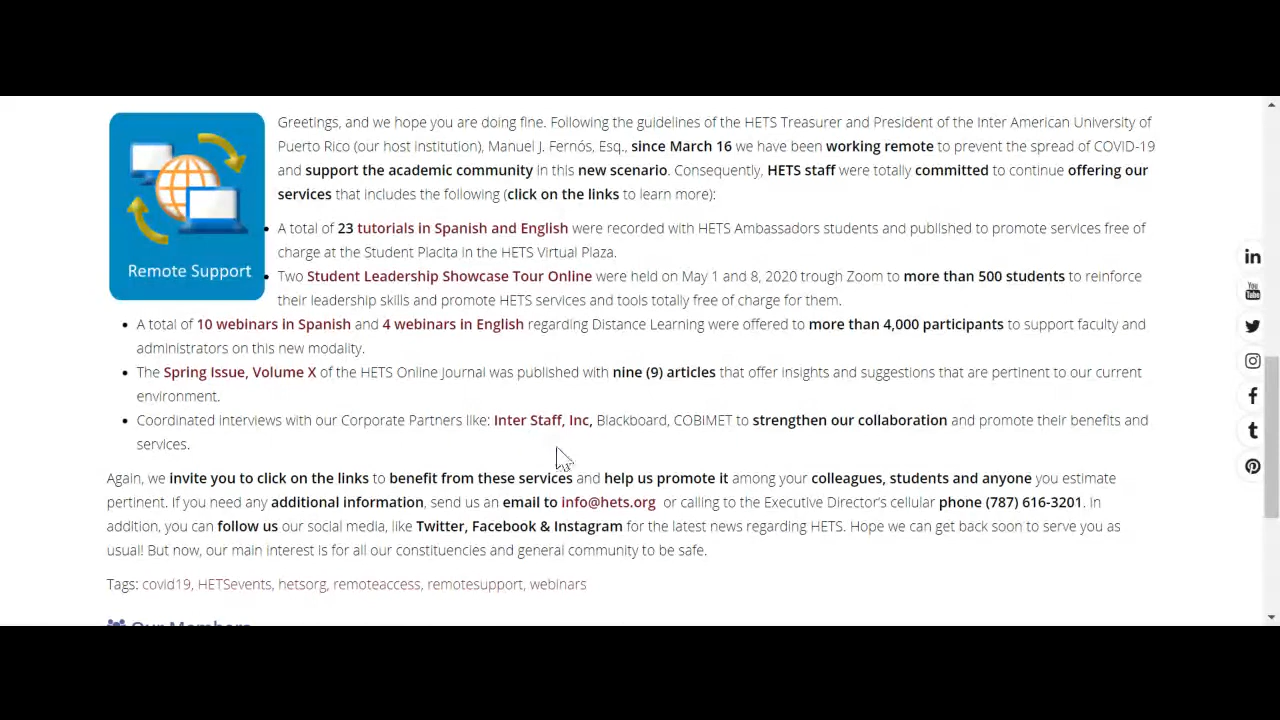 Remote Support
Greetings, and we hope you are doing fine. Following the guidelines of the HETS Treasurer and President of the Inter American University of
Puerto Rico (our host institution), Manuel J. Fernós, Esq., since March 16 we have been working remote to prevent the spread of COVID-19
and support the academic community in this new scenario. Consequently, HETS staff were totally committed to continue offering our
services that includes the following (click on the links to learn more):
• A total of 23 tutorials in Spanish and English were recorded with HETS Ambassadors students and published to promote services free of
charge at the Student Placita in the HETS Virtual Plaza.
• Two Student Leadership Showcase Tour Online were held on May 1 and 8, 2020 trough Zoom to more than 500 students to reinforce
their leadership skills and promote HETS services and tools totally free of charge for them.
• A total of 10 webinars in Spanish and 4 webinars in English regarding Distance Learning were offered to more than 4,000 participants to support faculty and
administrators on this new modality.
• The Spring Issue, Volume X of the HETS Online Journal was published with nine (9) articles that offer insights and suggestions that are pertinent to our current
environment.
• Coordinated interviews with our Corporate Partners like: Inter Staff, Inc, Blackboard, COBIMET to strengthen our collaboration and promote their benefits and
services.
Again, we invite you to click on the links to benefit from these services and help us promote it among your colleagues, students and anyone you estimate
pertinent. If you need any additional information, send us an email to info@hets.org or calling to the Executive Director's cellular phone (787) 616-3201. In
addition, you can follow us our social media, like Twitter, Facebook & Instagram for the latest news regarding HETS. Hope we can get back soon to serve you as
usual! But now, our main interest is for all our constituencies and general community to be safe.
Tags: covid19, HETSevents, hetsorg, remoteaccess, remotesupport, webinars
Our Members